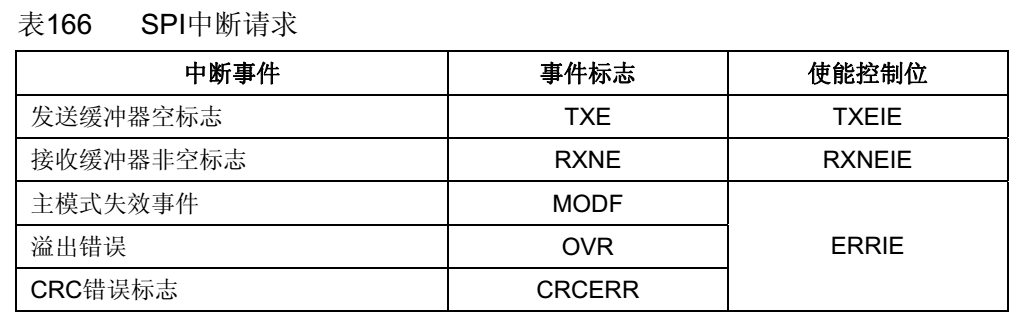 表166 SPI中断请求
中断事件 事件标志 使能控制位
发送缓冲器空标志 TXE TXEIE
接收缓冲器非空标志 RXNE RXNEIE
主模式失效事件 MODF
溢出错误 OVR ERRIE
CRC错误标志 CRCERR